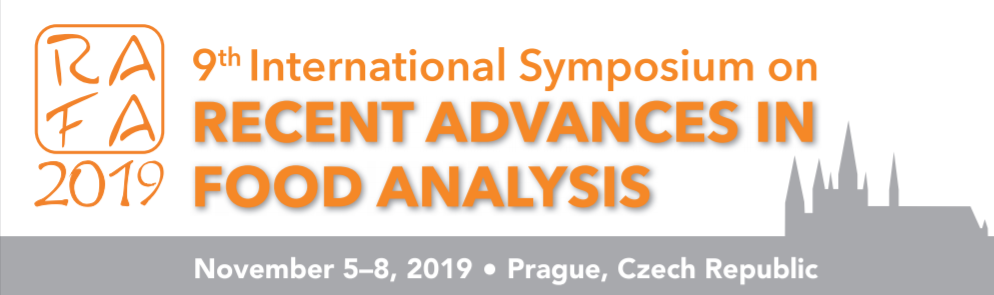 RA
FA
2019
9th International Symposium on
RECENT ADVANCES IN
FOOD ANALYSIS
November 5–8, 2019 • Prague, Czech Republic